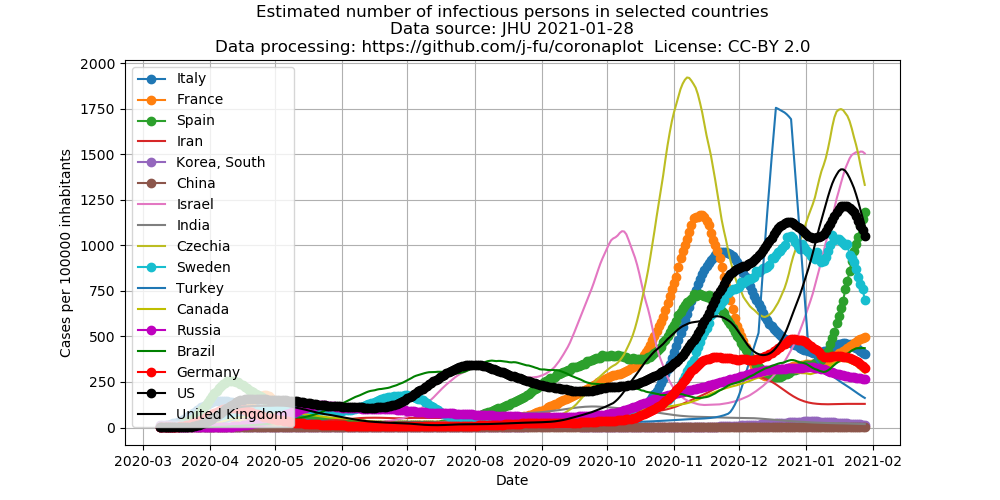 Estimated number of infectious persons in selected countries
Data source: JHU 2021-01-28
Data processing: https://github.com/j-fu/coronaplot  License: CC-BY 2.0
Cases per 100000 inhabitants
2000
1750
1500
1250
1000
750
500
250
0
Italy
France
Spain
Iran
Korea, South
China
Israel
India
Czechia
Sweden
Turkey
Canada
Russia
Brazil
Germany
US
United Kingdom
2020-03 2020-04 2020-05 2020-06 2020-07 2020-08 2020-09 2020-10 2020-11 2020-12 2021-01 2021-02
Date